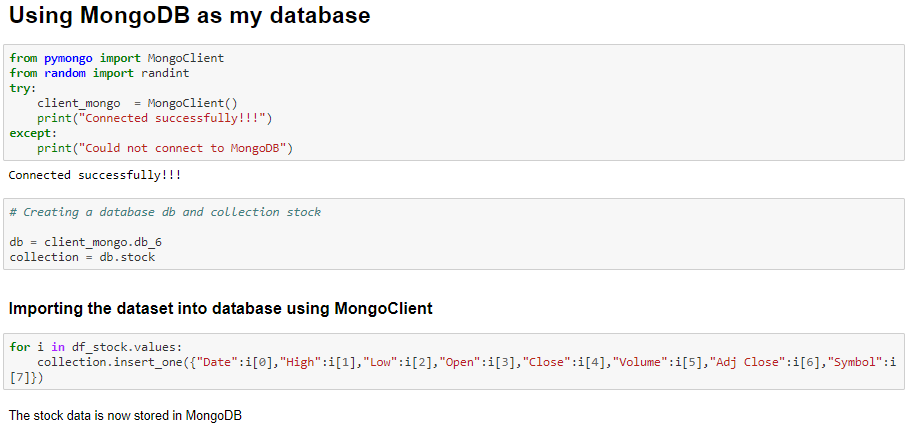 Using MongoDB as my database
from pymongo import MongoClient
from random import randint
try:
    client_mongo  = MongoClient()
    print("Connected successfully!!!")
except:
    print("Could not connect to MongoDB")
Connected successfully!!!
# Creating a database db and collection stock
db = client_mongo.db_6
collection = db.stock
Importing the dataset into database using MongoClient
for i in df_stock.values:
    collection.insert_one({"Date":i[0],"High":i[1],"Low":i[2],"Open":i[3],"Close":i[4],"Volume":i[5],"Adj Close":i[6],"Symbol":i
[7]})
The stock data is now stored in MongoDB